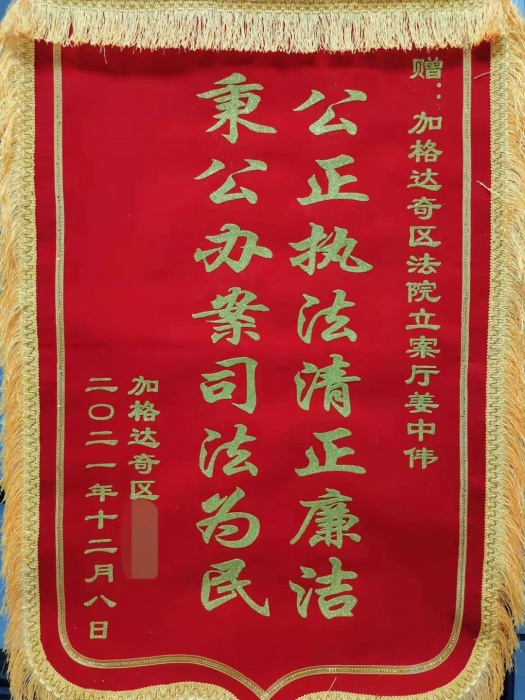 赠：加格达奇区法院立案厅姜中伟
公正执法清正廉洁
秉公办案司法为民
加格达奇区
二〇二一年十二月八日